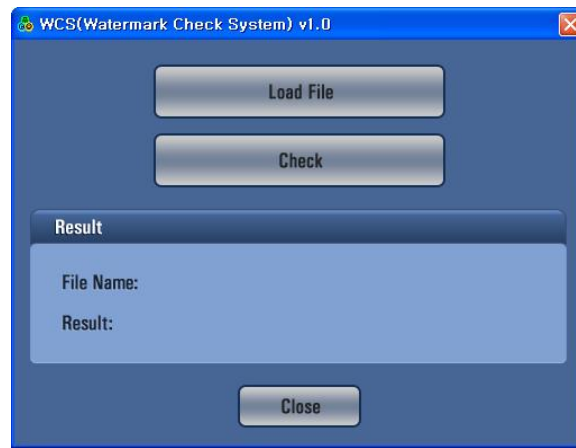 WCS(Watermark Check System) v1.0
Load File
Check
Result
File Name:
Result:
Close